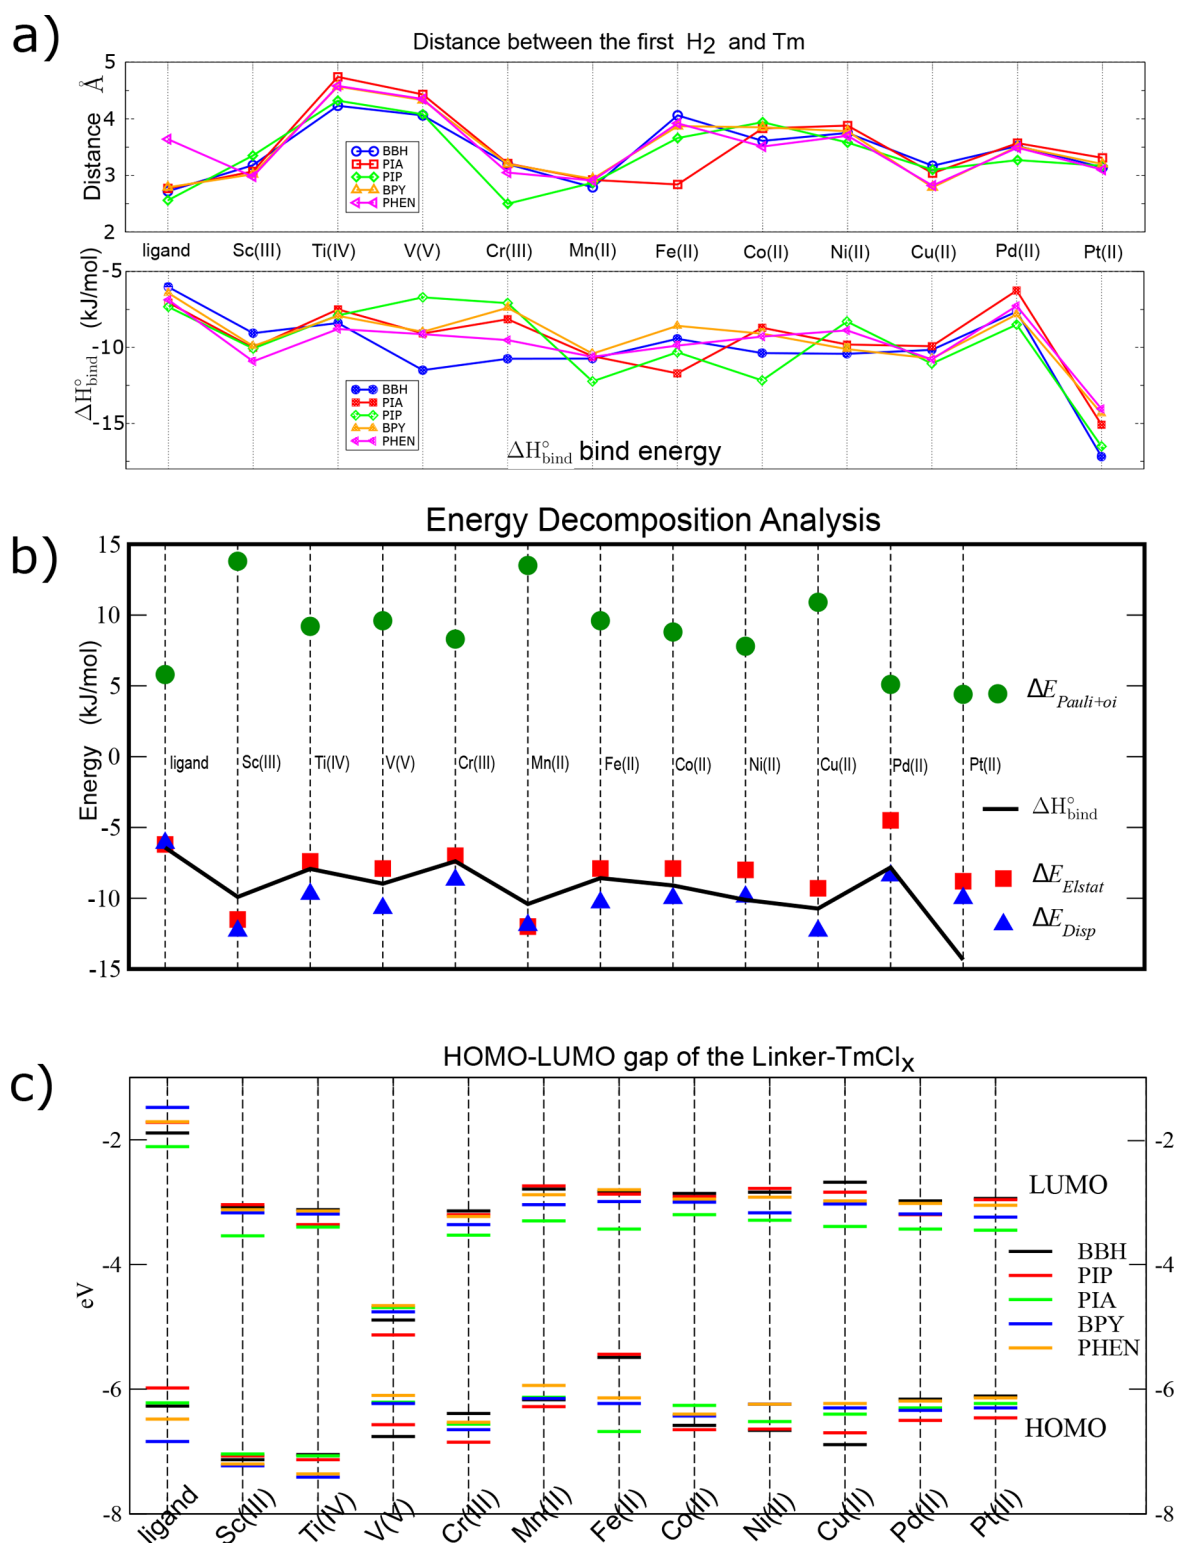 a)
Distance between the first H2 and Tm
Distance Å
5
4
3
2
BBH
PIA
PIP
BPY
PHEN
ligand Sc(III) Ti(IV) V(V) Cr(III) Mn(II) Fe(II) Co(II) Ni(II) Cu(II) Pd(II) Pt(II)
ΔH°bind (kJ/mol)
-5
-10
-15
BBH
PIA
PIP
BPY
PHEN
ΔH°bind bind energy
b)
Energy Decomposition Analysis
Energy (kJ/mol)
15
10
5
0
-5
-10
-15
ΔE Pauli+oi
ligand Sc(III) Ti(IV) V(V) Cr(III) Mn(II) Fe(II) Co(II) Ni(II) Cu(II) Pd(II) Pt(II)
ΔH°bind
ΔE Elstat
ΔE Disp
c)
HOMO-LUMO gap of the Linker-TmClx
eV
-2 -2
LUMO
-4 -4
BBH
PIP
PIA
BPY
PHEN
-6 -6
HOMO
-8 -8
ligand Sc(III) Ti(IV) V(V) Cr(III) Mn(II) Fe(II) Co(II) Ni(II) Cu(II) Pd(II) Pt(II)